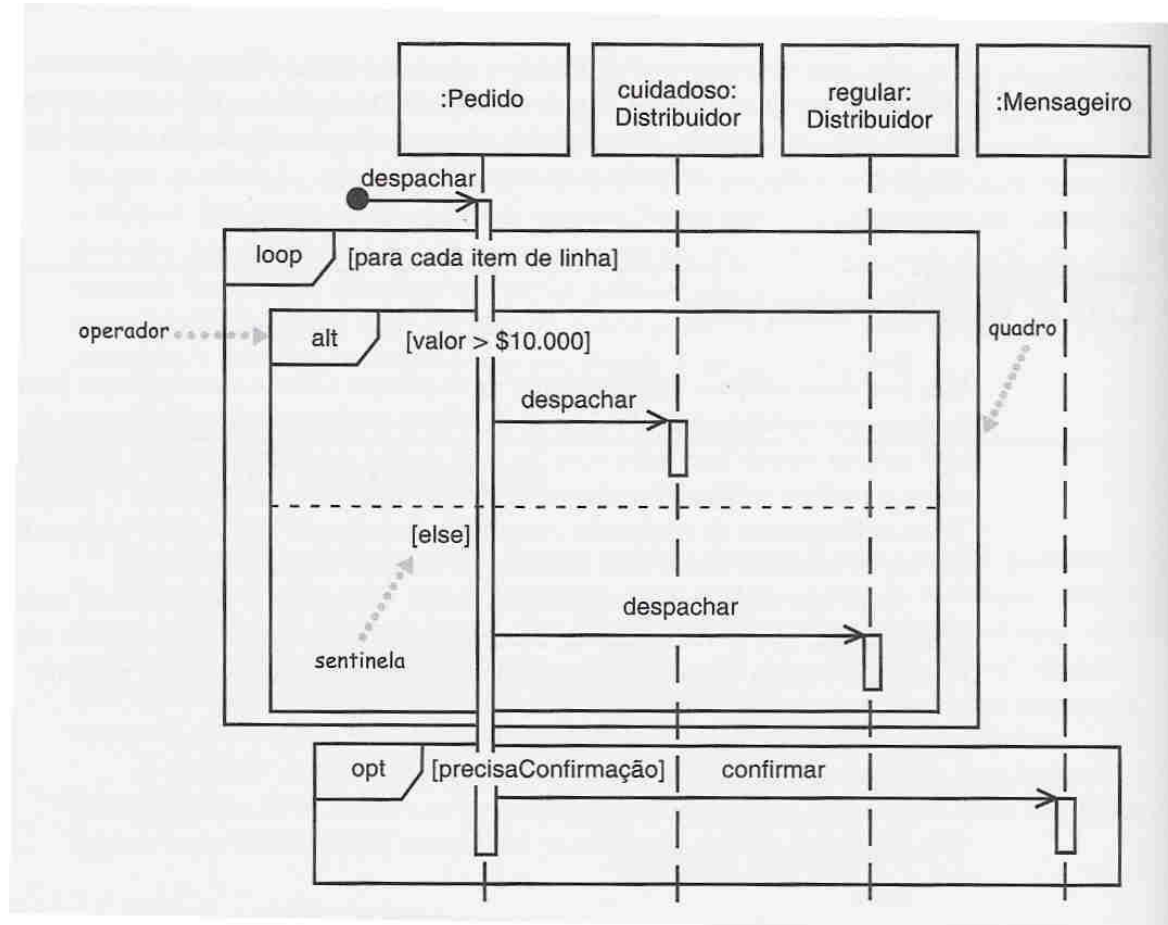 :Pedido
cuidadoso:
Distribuidor
regular:
Distribuidor
:Mensageiro
despachar
loop
[para cada item de linha]
operador
alt
[valor > $10.000]
quadro
despachar
[else]
despachar
sentinela
opt
[precisaConfirmação]
confirmar